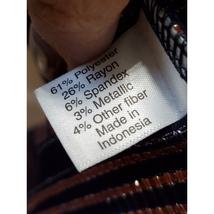 61% Polyester
26% Rayon
6% Spandex
3% Metallic
4% Other fiber
Made in
Indonesia